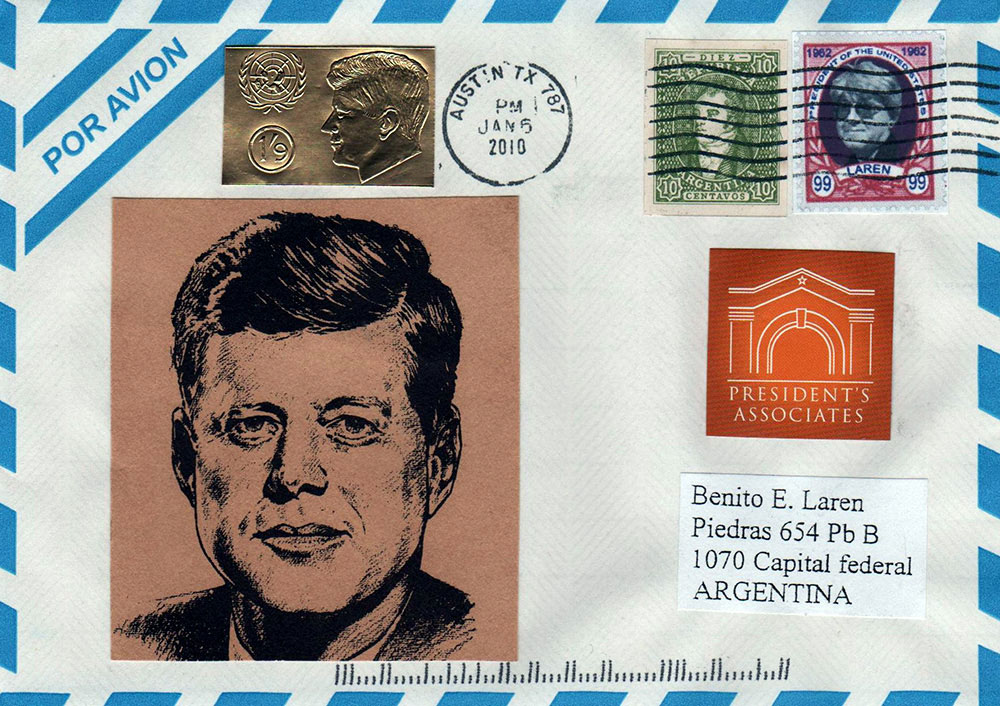 POR AVION
1'9
AUSTIN TX 787
PM
JAN 6
2010
DIEZ
10 10
ARGENTINA
10 CENTAVOS 10
1962 1962
PRESIDENT OF THE UNITED STATES
LAREN
99 99
PRESIDENT'S
ASSOCIATES
Benito E. Laren
Piedras 654 Pb B
1070 Capital federal
ARGENTINA